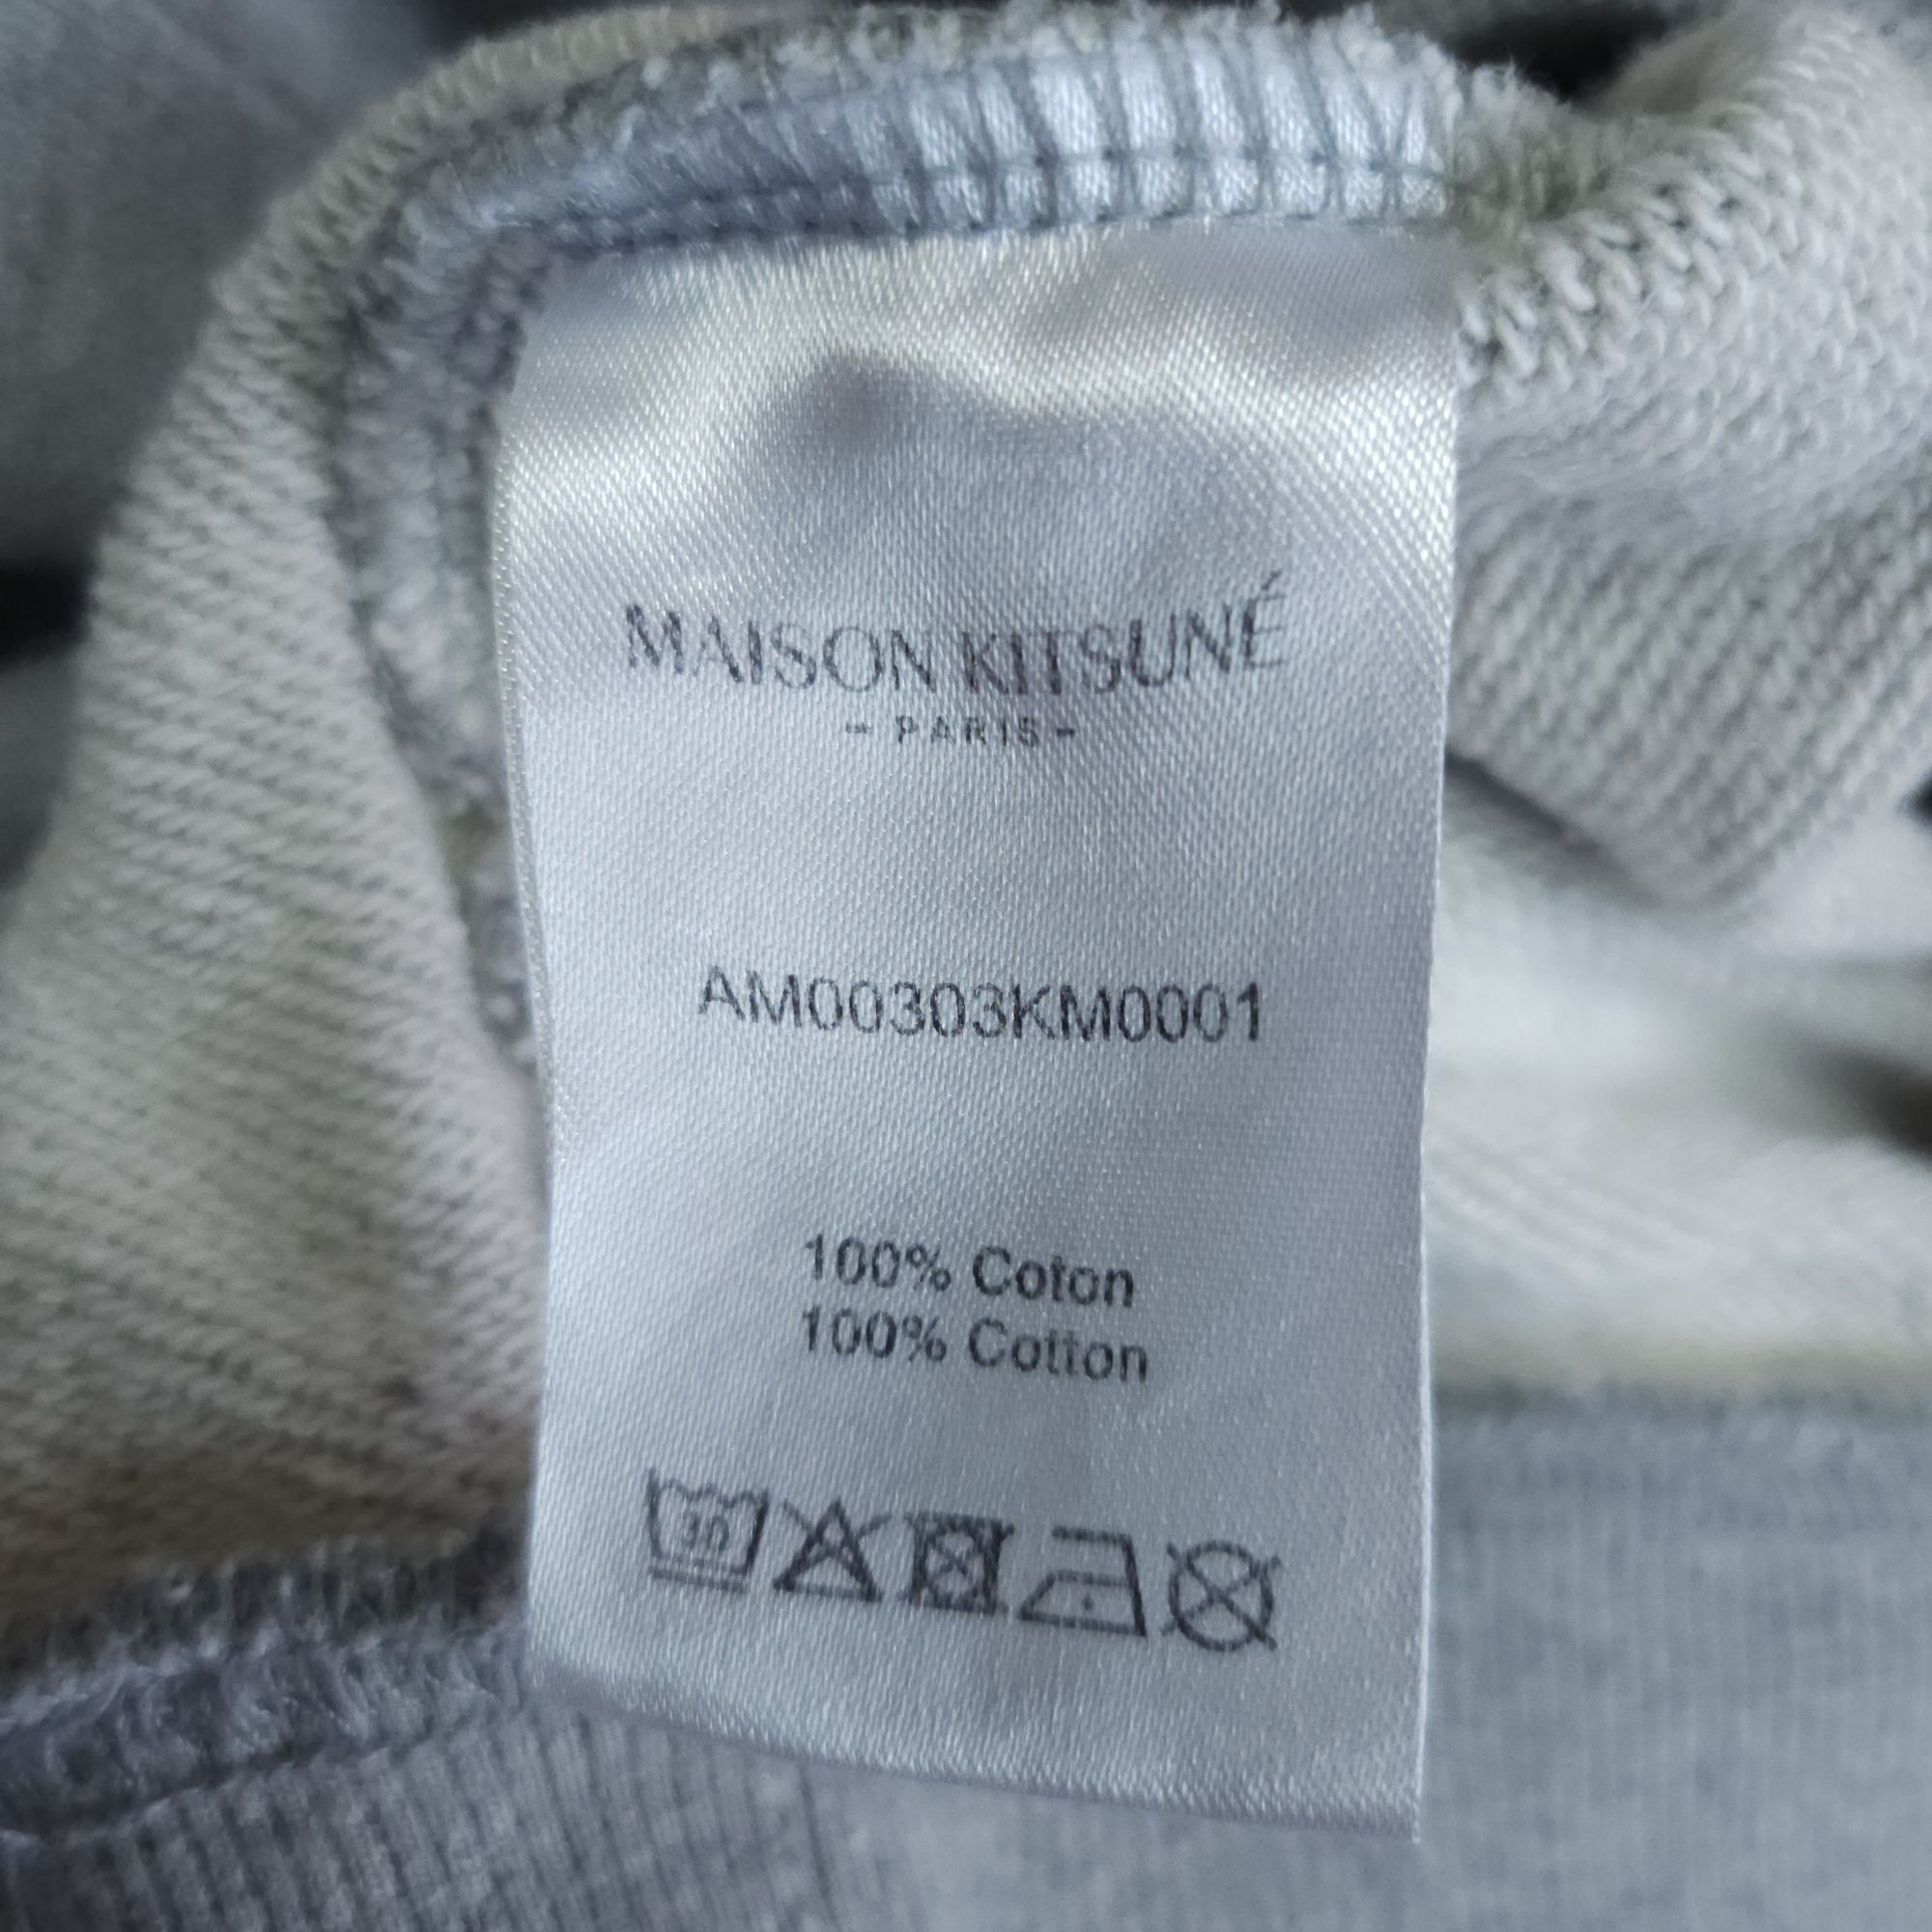 MAISON KITSUNÉ
- PARIS -
AM00303KM0001
100% Coton
100% Cotton
30